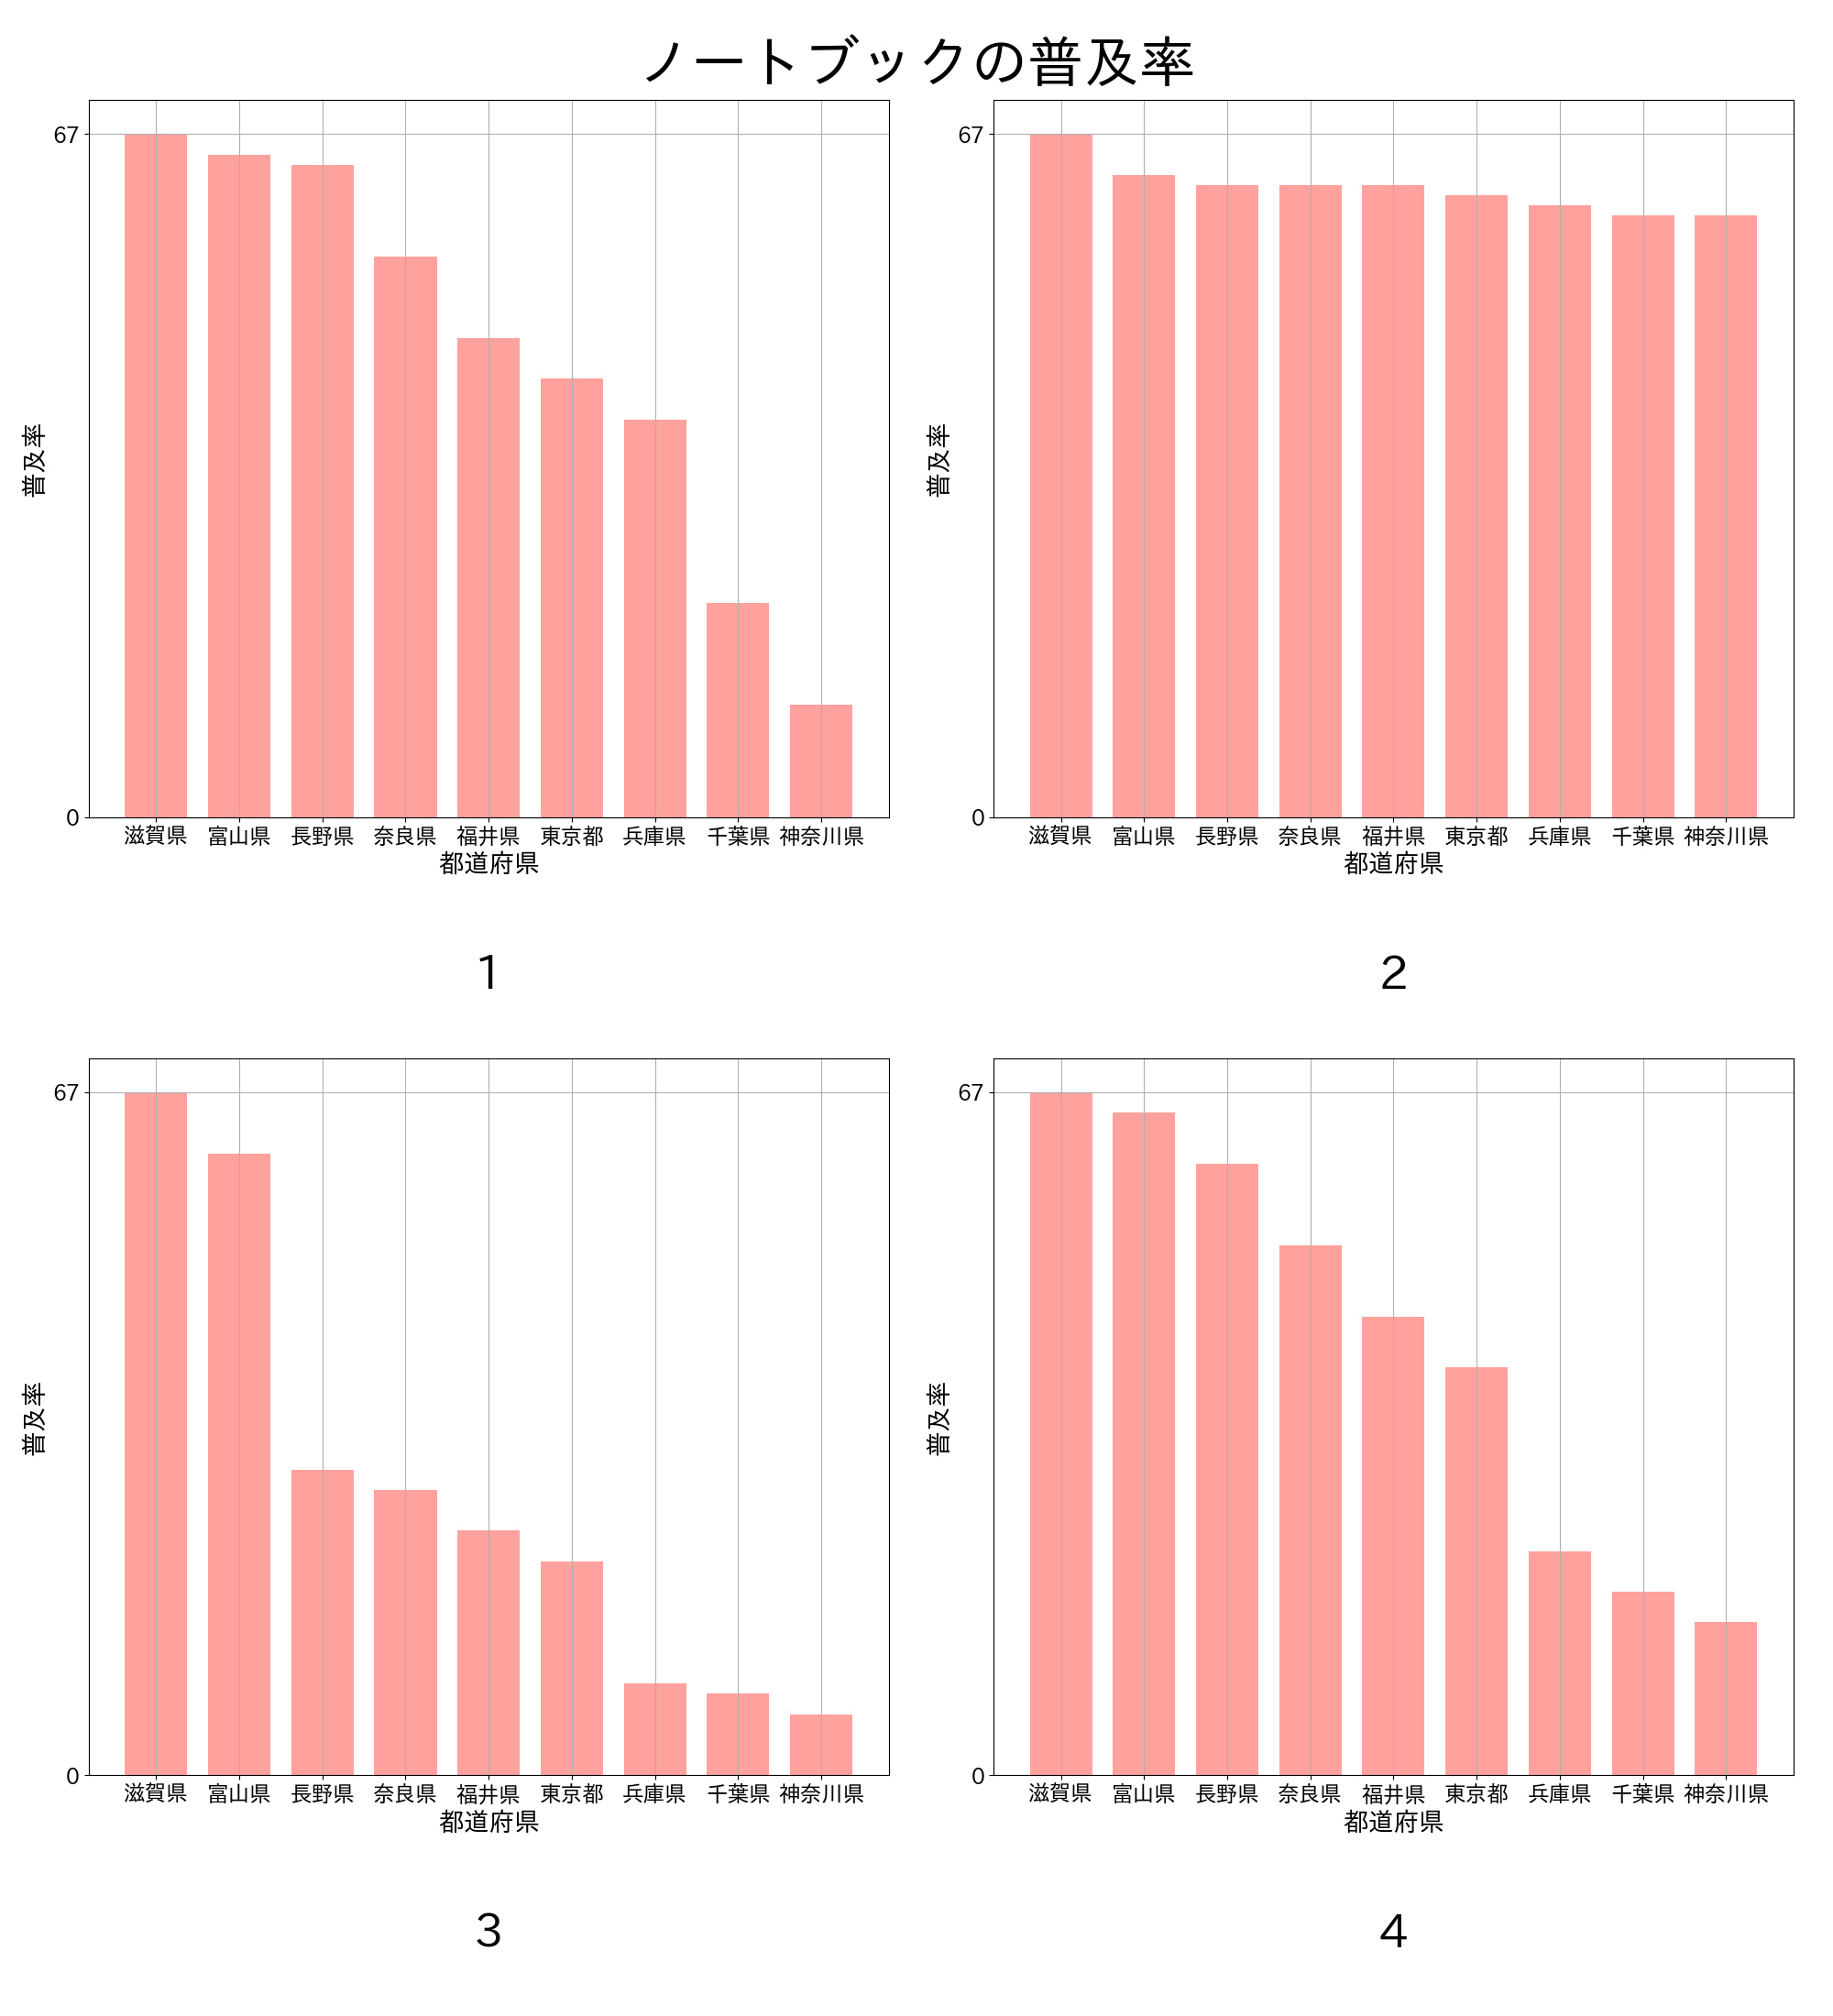 ノートブックの普及率
67
0
普及率
滋賀県 富山県 長野県 奈良県 福井県 東京都 兵庫県 千葉県 神奈川県
都道府県
1
67
0
普及率
滋賀県 富山県 長野県 奈良県 福井県 東京都 兵庫県 千葉県 神奈川県
都道府県
2
67
0
普及率
滋賀県 富山県 長野県 奈良県 福井県 東京都 兵庫県 千葉県 神奈川県
都道府県
3
67
0
普及率
滋賀県 富山県 長野県 奈良県 福井県 東京都 兵庫県 千葉県 神奈川県
都道府県
4